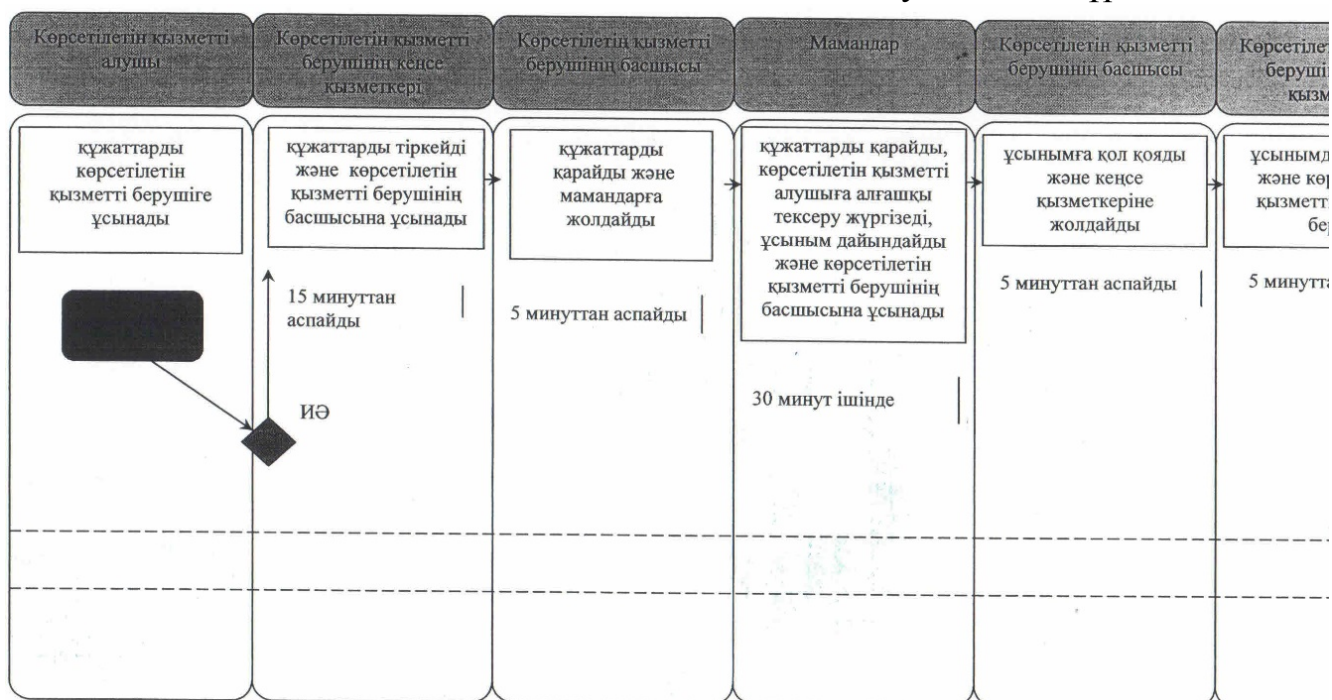 Көрсетілетін қызметті
алушы
Көрсетілетін қызметті
берушінің кеңсе
қызметкері
Көрсетілетін қызметті
берушінің басшысы
Мамандар
Көрсетілетін қызметті
берушінің басшысы
құжаттарды
көрсетілетін
қызметті берушіге
ұсынады
құжаттарды тіркейді
және көрсетілетін
қызметті берушінің
басшысына ұсынады
15 минуттан
аспайды
ИӘ
құжаттарды
қарайды және
мамандарға
жолдайды
5 минуттан аспайды
құжаттарды қарайды,
көрсетілетін қызметті
алушыға алғашқы
тексеру жүргізеді,
ұсыным дайындайды
және көрсетілетін
қызметті берушінің
басшысына ұсынады
30 минут ішінде
ұсынымға қол қояды
және кеңсе
қызметкеріне
жолдайды
5 минуттан аспайды
және
5